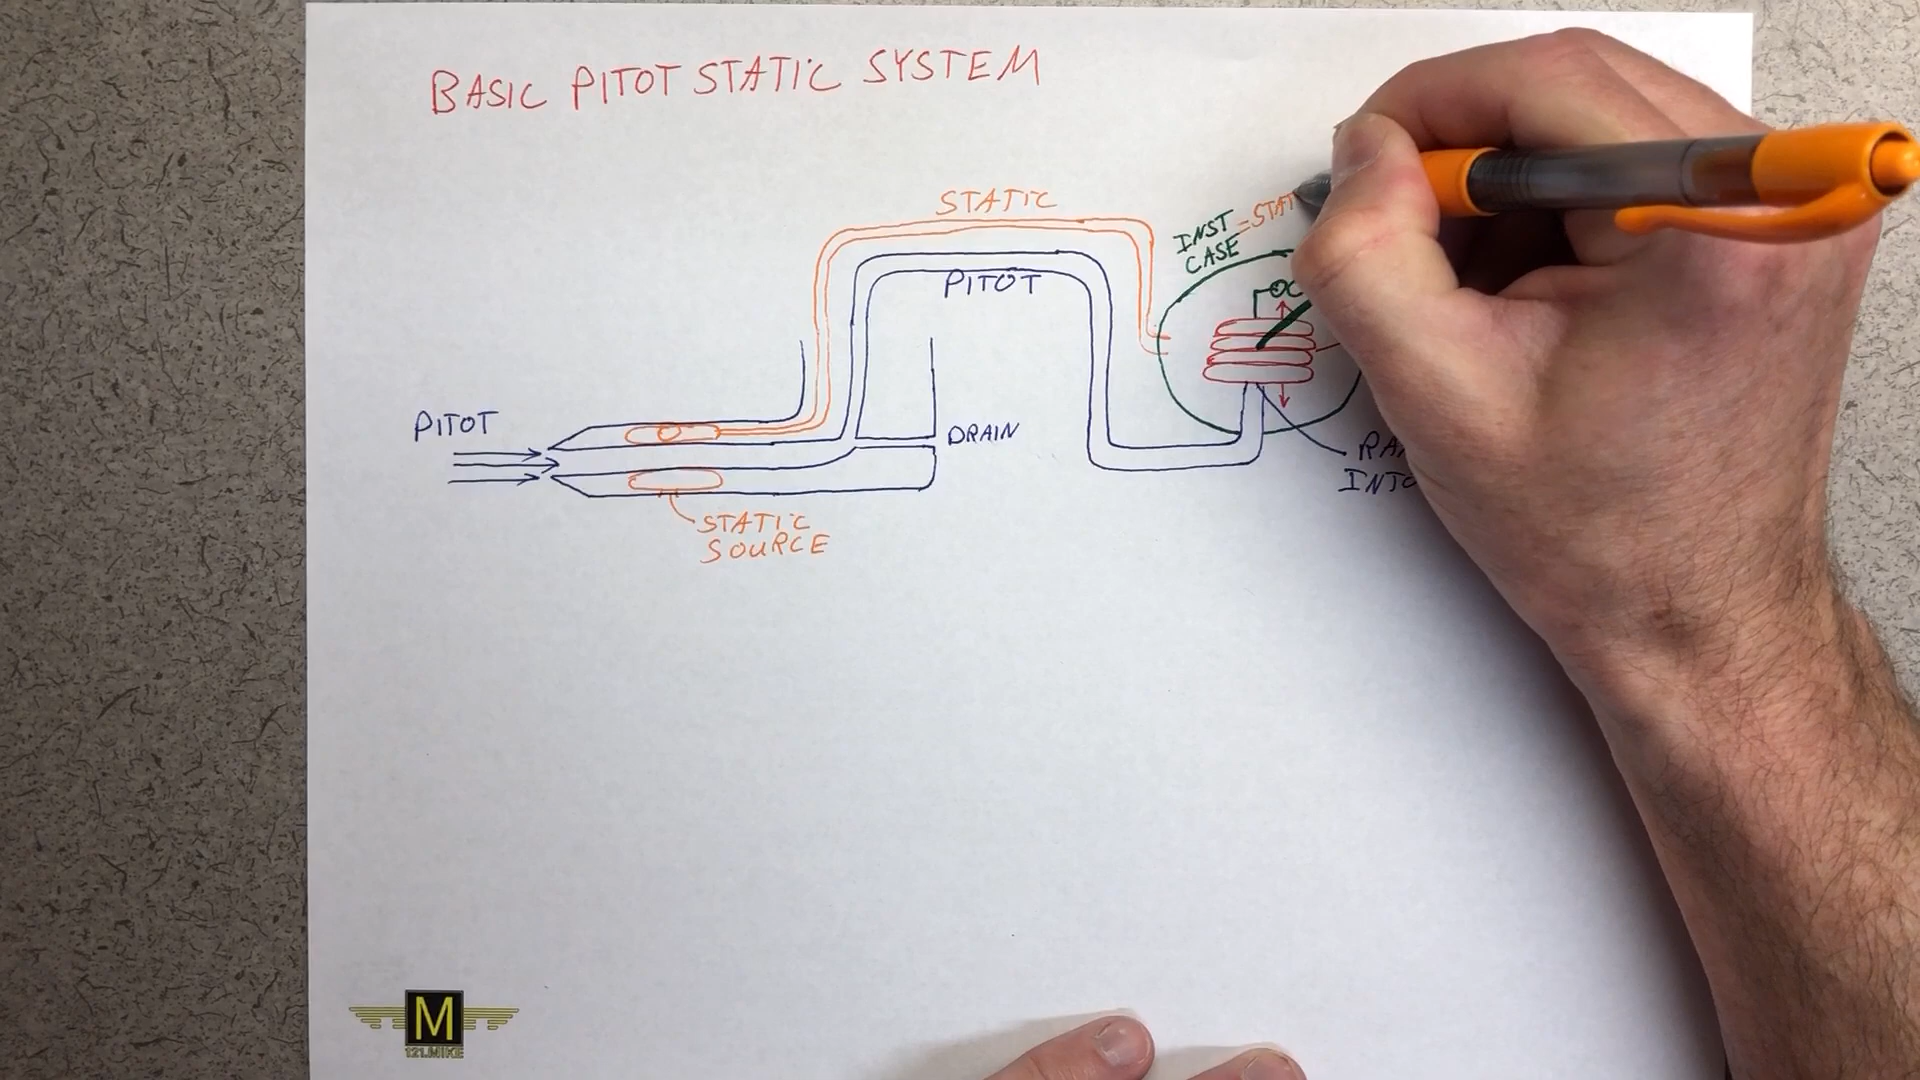 BASIC PITOT STATIC SYSTEM
STATIC
INST =
CASE
PITOT
PITOT
DRAIN
STATIC
SOURCE
M
121.MIKE